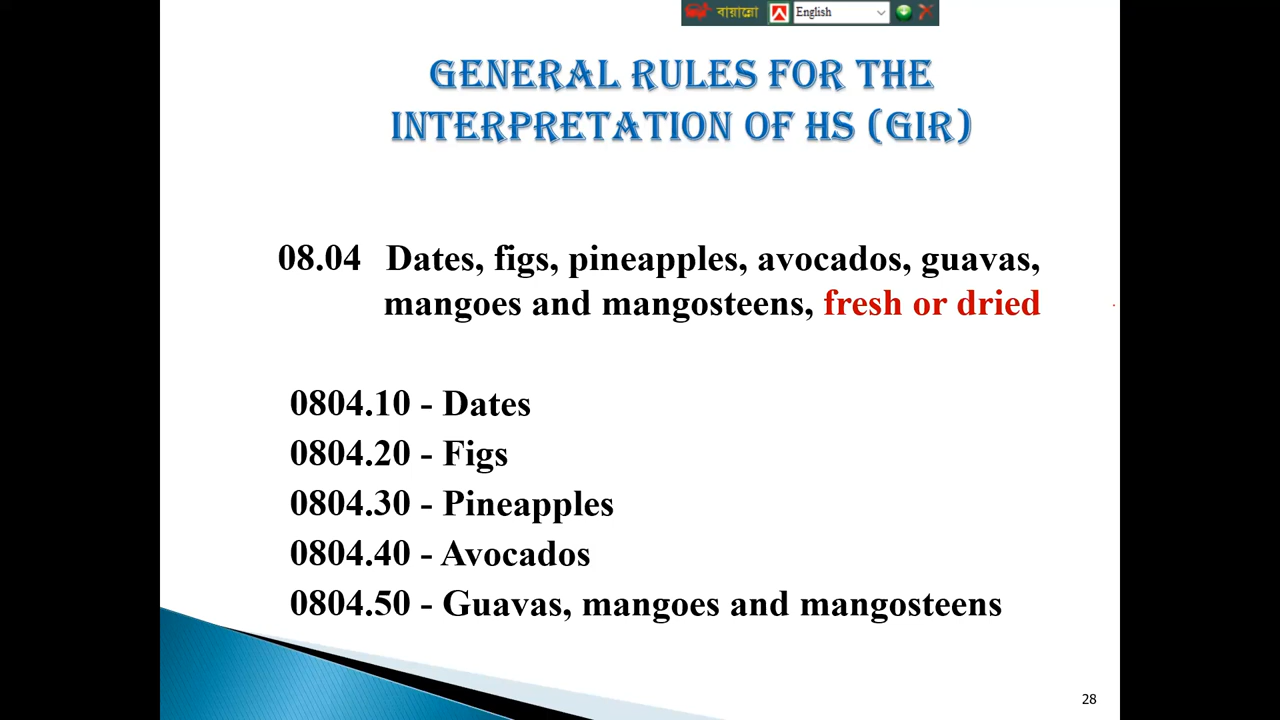 বায়ান্নো English
GENERAL RULES FOR THE
INTERPRETATION OF HS (GIR)
08.04 Dates, figs, pineapples, avocados, guavas,
mangoes and mangosteens, fresh or dried
0804.10 - Dates
0804.20 - Figs
0804.30 - Pineapples
0804.40 - Avocados
0804.50 - Guavas, mangoes and mangosteens
28